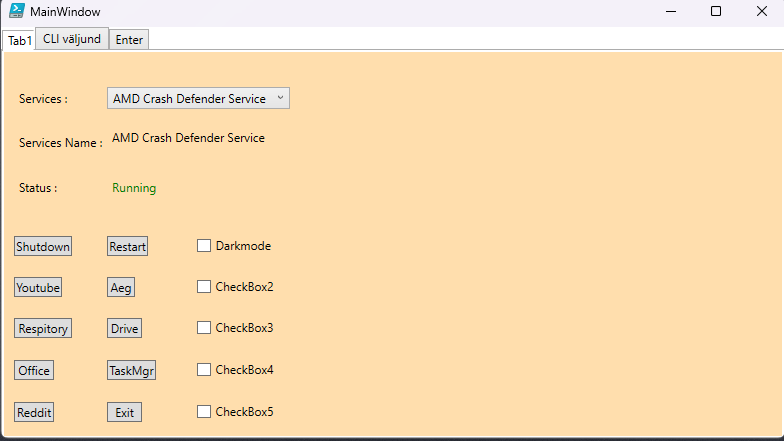 MainWindow
Tab1 CLI väljund Enter
Services : AMD Crash Defender Service
Services Name : AMD Crash Defender Service
Status : Running
Shutdown Restart Darkmode
Youtube Aeg CheckBox2
Respitory Drive CheckBox3
Office TaskMgr CheckBox4
Reddit Exit CheckBox5